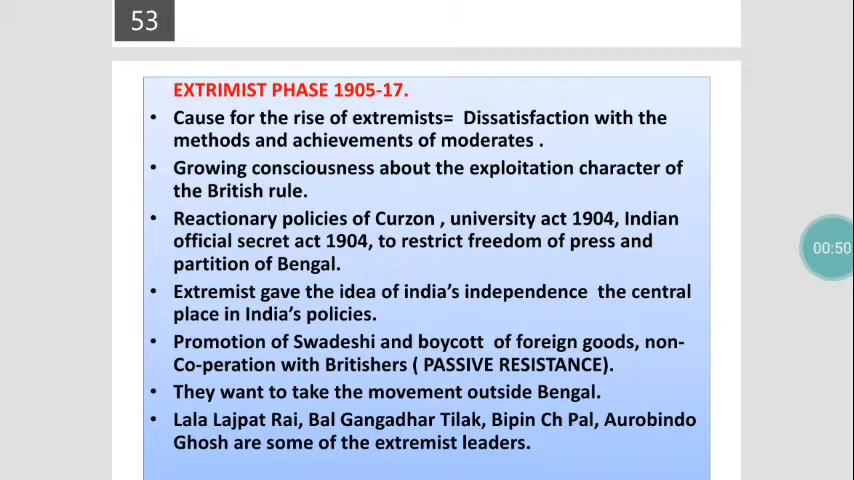 53
EXTRIMIST PHASE 1905-17.
• Cause for the rise of extremists= Dissatisfaction with the
methods and achievements of moderates .
• Growing consciousness about the exploitation character of
the British rule.
• Reactionary policies of Curzon , university act 1904, Indian
official secret act 1904, to restrict freedom of press and
partition of Bengal.
• Extremist gave the idea of india's independence the central
place in India's policies.
• Promotion of Swadeshi and boycott of foreign goods, non-
Co-peration with Britishers ( PASSIVE RESISTANCE).
• They want to take the movement outside Bengal.
• Lala Lajpat Rai, Bal Gangadhar Tilak, Bipin Ch Pal, Aurobindo
Ghosh are some of the extremist leaders.
00:50